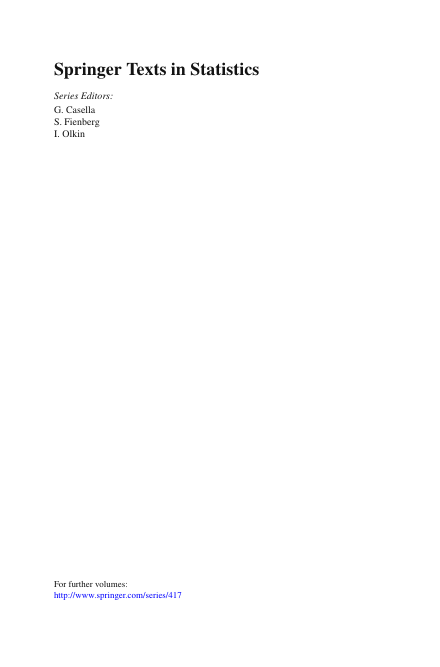 Springer Texts in Statistics
Series Editors:
G. Casella
S. Fienberg
I. Olkin
For further volumes:
http://www.springer.com/series/417